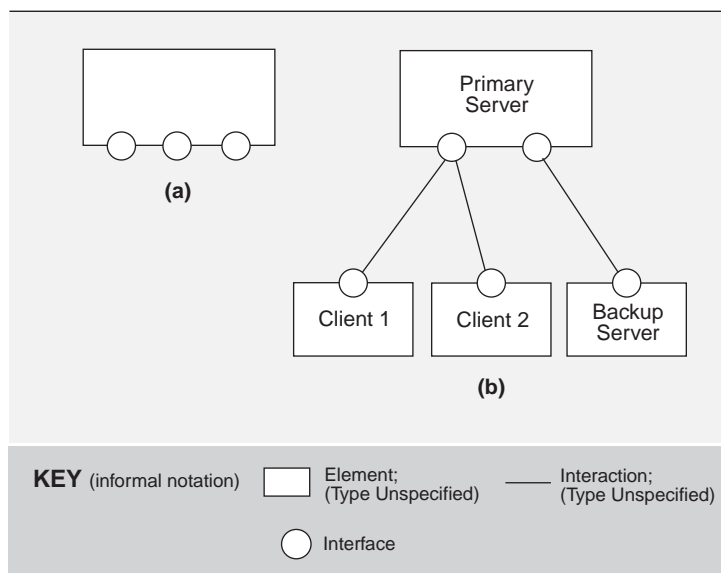 Primary
Server
(a)
Client 1
Client 2
Backup
Server
(b)
KEY (informal notation)
Element;
(Type Unspecified)
Interaction;
(Type Unspecified)
Interface